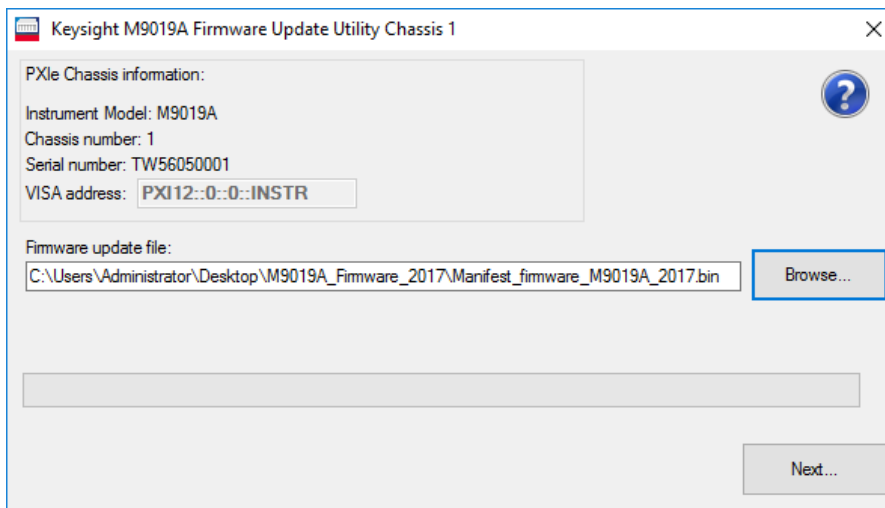 Keysight M9019A Firmware Update Utility Chassis 1
PXIe Chassis information:
Instrument Model: M9019A
Chassis number: 1
Serial number: TW56050001
VISA address: PXI12::0::0::INSTR
?
Firmware update file:
C:\Users\Administrator\Desktop\M9019A_Firmware_2017\Manifest_firmware_M9019A_2017.bin
Browse...
Next...